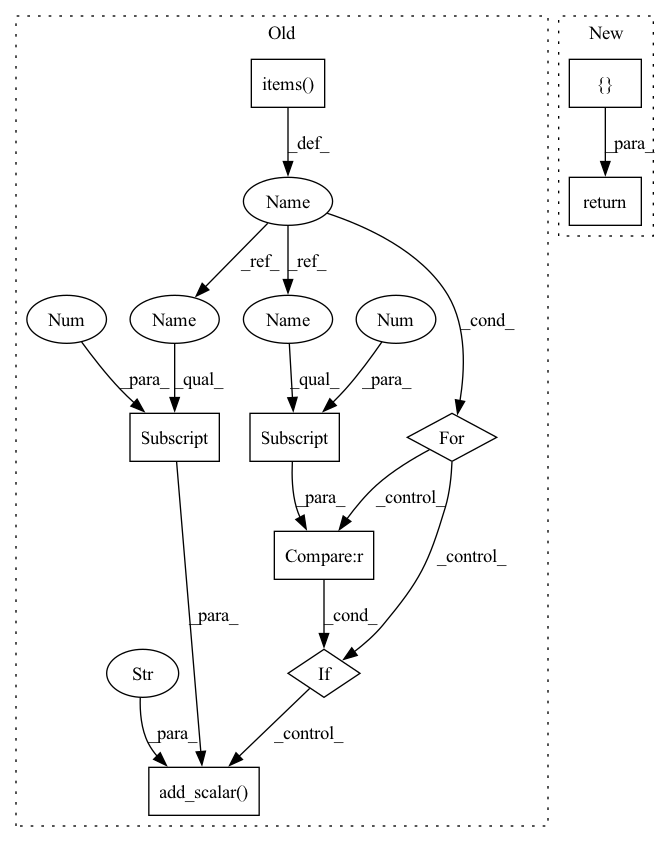 Old
New
items()
{}
_def_
_para_
Name
return
_ref_
_ref_
Num
Name
Name
Num
_cond_
_para_
_qual_
_qual_
_para_
Subscript
Subscript
For
_para_
_control_
Compare:r
_control_
_para_
_cond_
Str
If
_para_
_control_
add_scalar()